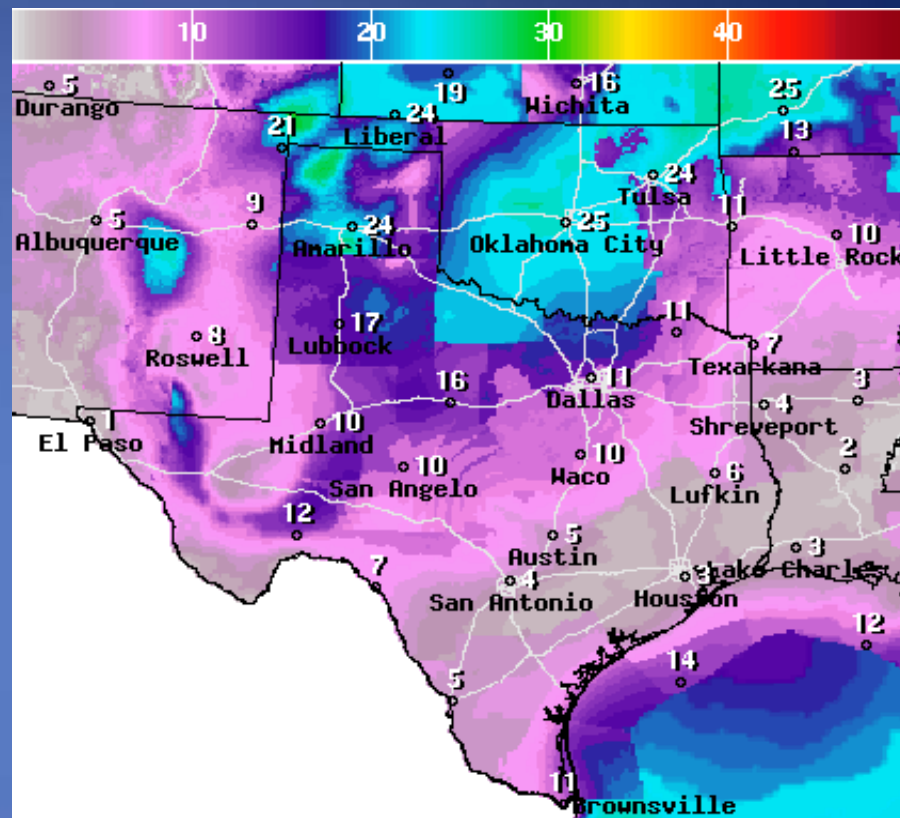 10 20 30 40
5 19 16 25
Durango Wichita
21 24 13
Liberal
24
Tulsa
5 9 24 25 11 10
Albuquerque Amarillo Oklahoma City Little Rock
8 17 11 7
Roswell Lubbock Texarkana
16 11 3
Dallas 4
1 10 Shreveport
El Paso Midland
10 10 6 2
San Angelo Waco Lufkin
12 5 3
Austin
7 4 3 Lake Charles
San Antonio Houston
12
5 14
11
Brownsville